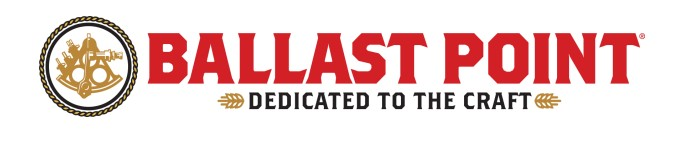 BALLAST POINT®
DEDICATED TO THE CRAFT